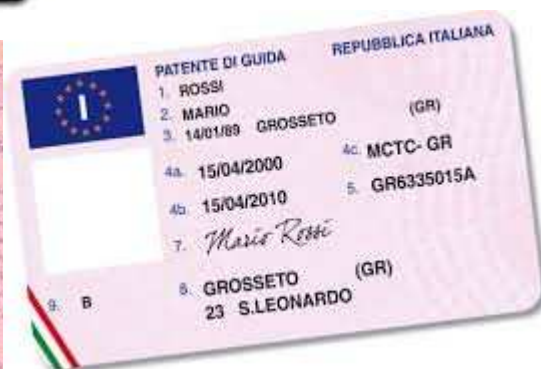 PATENTE DI GUIDA REPUBBLICA ITALIANA
I
1. ROSSI
2. MARIO
3. 14/01/89 GROSSETO (GR)
4a. 15/04/2000 4c. MCTC- GR
4b. 15/04/2010 5. GR6335015A
7. Mario Rossi
8. GROSSETO (GR)
23 S.LEONARDO
9. B